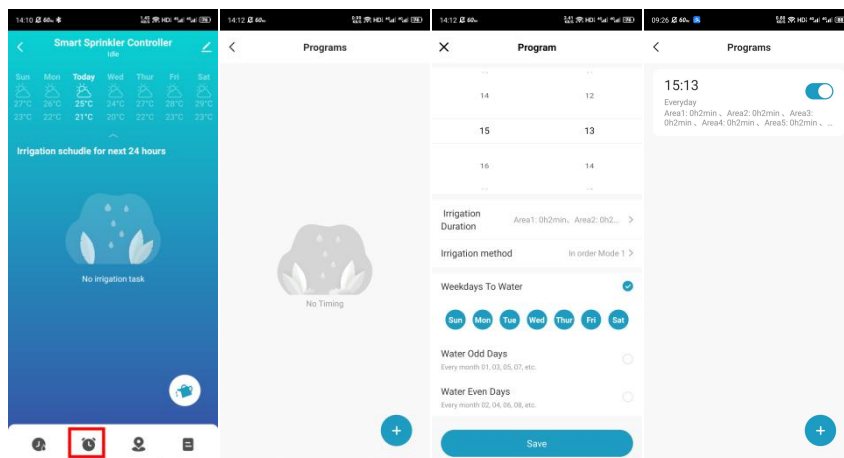 14:10
Smart Sprinkler Controller
Idle
Sun Mon Today Wed Thur Fri Sat
27°C 26°C 25°C 24°C 27°C 28°C 29°C
23°C 22°C 21°C 20°C 22°C 23°C 23°C
Irrigation schudle for next 24 hours
No irrigation task
14:12
Programs
No Timing
14:12
Program
14 12
15 13
16 14
Irrigation Area1: 0h2min、Area2: 0h2...
Duration
Irrigation method In order Mode 1
Weekdays To Water
Sun Mon Tue Wed Thur Fri Sat
Water Odd Days
Every month 01, 03, 05, 07, etc.
Water Even Days
Every month 02, 04, 06, 08, etc.
Save
09:26
Programs
15:13
Everyday
Area1: 0h2min 、Area2: 0h2min 、Area3:
0h2min 、Area4: 0h2min 、Area5: 0h2min 、...